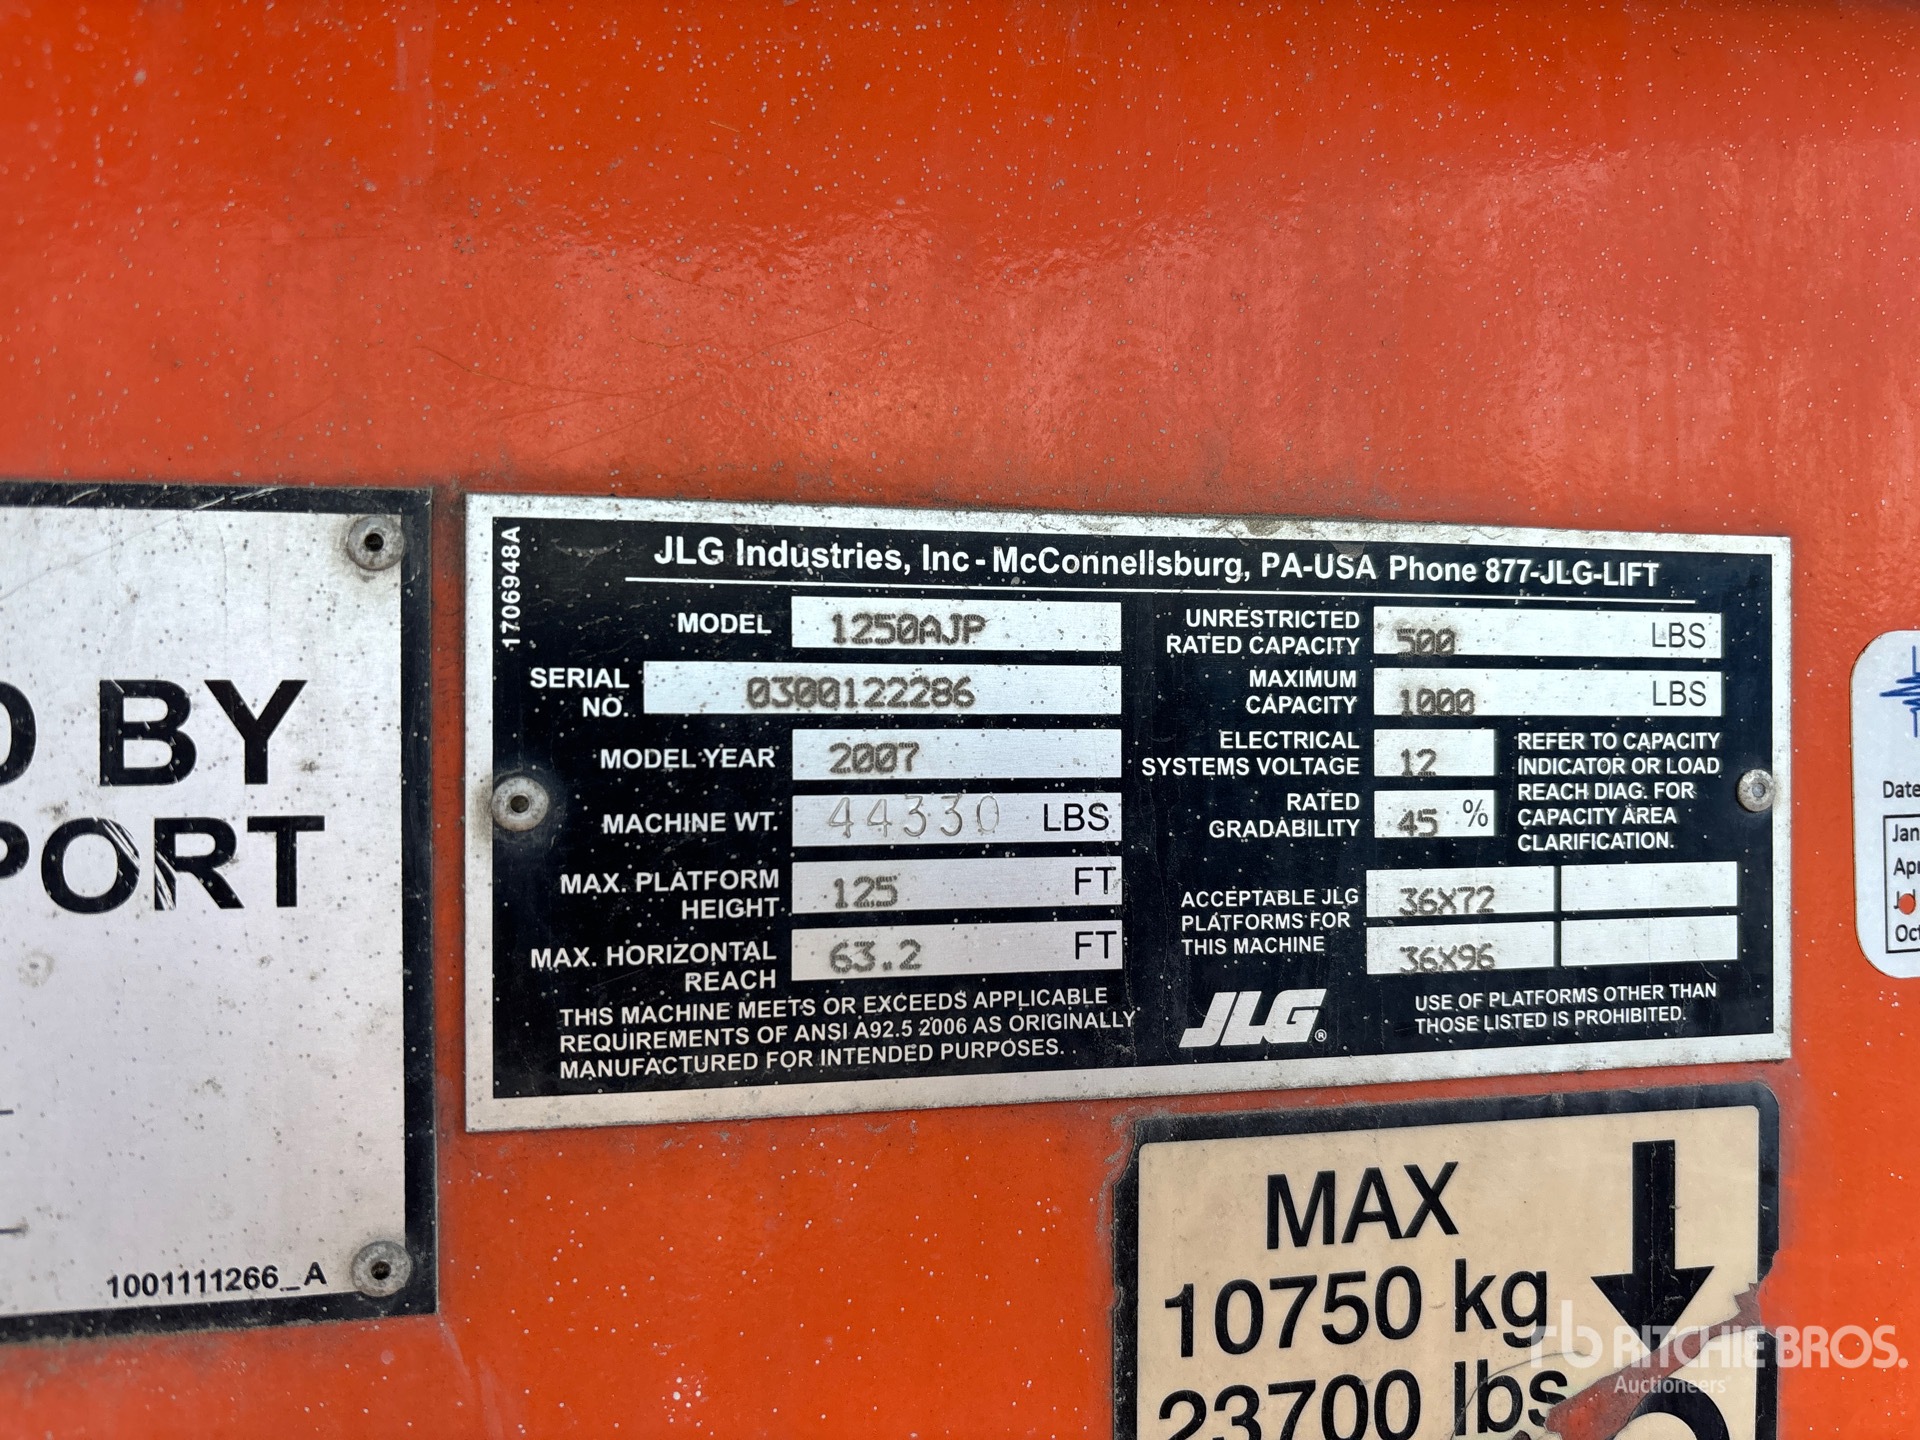 BY
PORT
1001111266_A
1706948A
JLG Industries, Inc - McConnellsburg, PA-USA Phone 877-JLG-LIFT
MODEL 1250AJP
SERIAL NO. 0300122286
MODEL YEAR 2007
MACHINE WT. 44330 LBS
MAX. PLATFORM HEIGHT 125 FT
MAX. HORIZONTAL REACH 63.2 FT
THIS MACHINE MEETS OR EXCEEDS APPLICABLE
REQUIREMENTS OF ANSI A92.5 2006 AS ORIGINALLY
MANUFACTURED FOR INTENDED PURPOSES.
UNRESTRICTED
RATED CAPACITY 500 LBS
MAXIMUM
CAPACITY 1000 LBS
ELECTRICAL
SYSTEMS VOLTAGE 12
RATED
GRADABILITY 45 %
REFER TO CAPACITY
INDICATOR OR LOAD
REACH DIAG. FOR
CAPACITY AREA
CLARIFICATION.
ACCEPTABLE JLG
PLATFORMS FOR
THIS MACHINE
36X72
36X96
JLG®
USE OF PLATFORMS OTHER THAN
THOSE LISTED IS PROHIBITED.
MAX
10750 kg
23700 lbs
Date
Jan
Apr
Oct
rb RITCHIE BROS.
Auctioneers